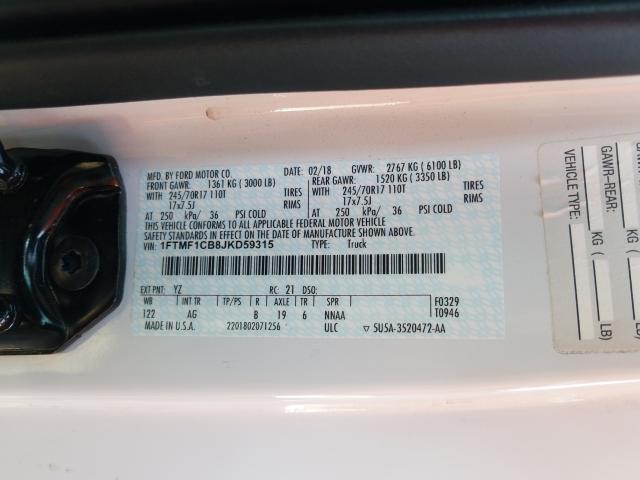 MFD. BY FORD MOTOR CO. DATE: 02/18 GVWR: 2767 KG ( 6100 LB)
FRONT GAWR: 1361 KG ( 3000 LB) REAR GAWR: 1520 KG ( 3350 LB)
WITH 245/70R17 110T TIRES WITH 245/70R17 110T TIRES
17x7.5J RIMS 17x7.5J RIMS
AT 250 kPa/ 36 PSI COLD AT 250 kPa/ 36 PSI COLD
THIS VEHICLE CONFORMS TO ALL APPLICABLE FEDERAL MOTOR VEHICLE
SAFETY STANDARDS IN EFFECT ON THE DATE OF MANUFACTURE SHOWN ABOVE.
VIN: 1FTMF1CB8JKD59315 TYPE: Truck
EXT PNT: YZ RC: 21 DSO:
WB INT TR TP/PS R AXLE TR SPR F0329
122 AG B 19 6 NNAA T0946
MADE IN U.S.A. 2201802071256 ULC ▽ 5U5A-3520472-AA
VEHICLE TYPE:
GAWR-REAR:
KG (
LB)
KG (
LB)